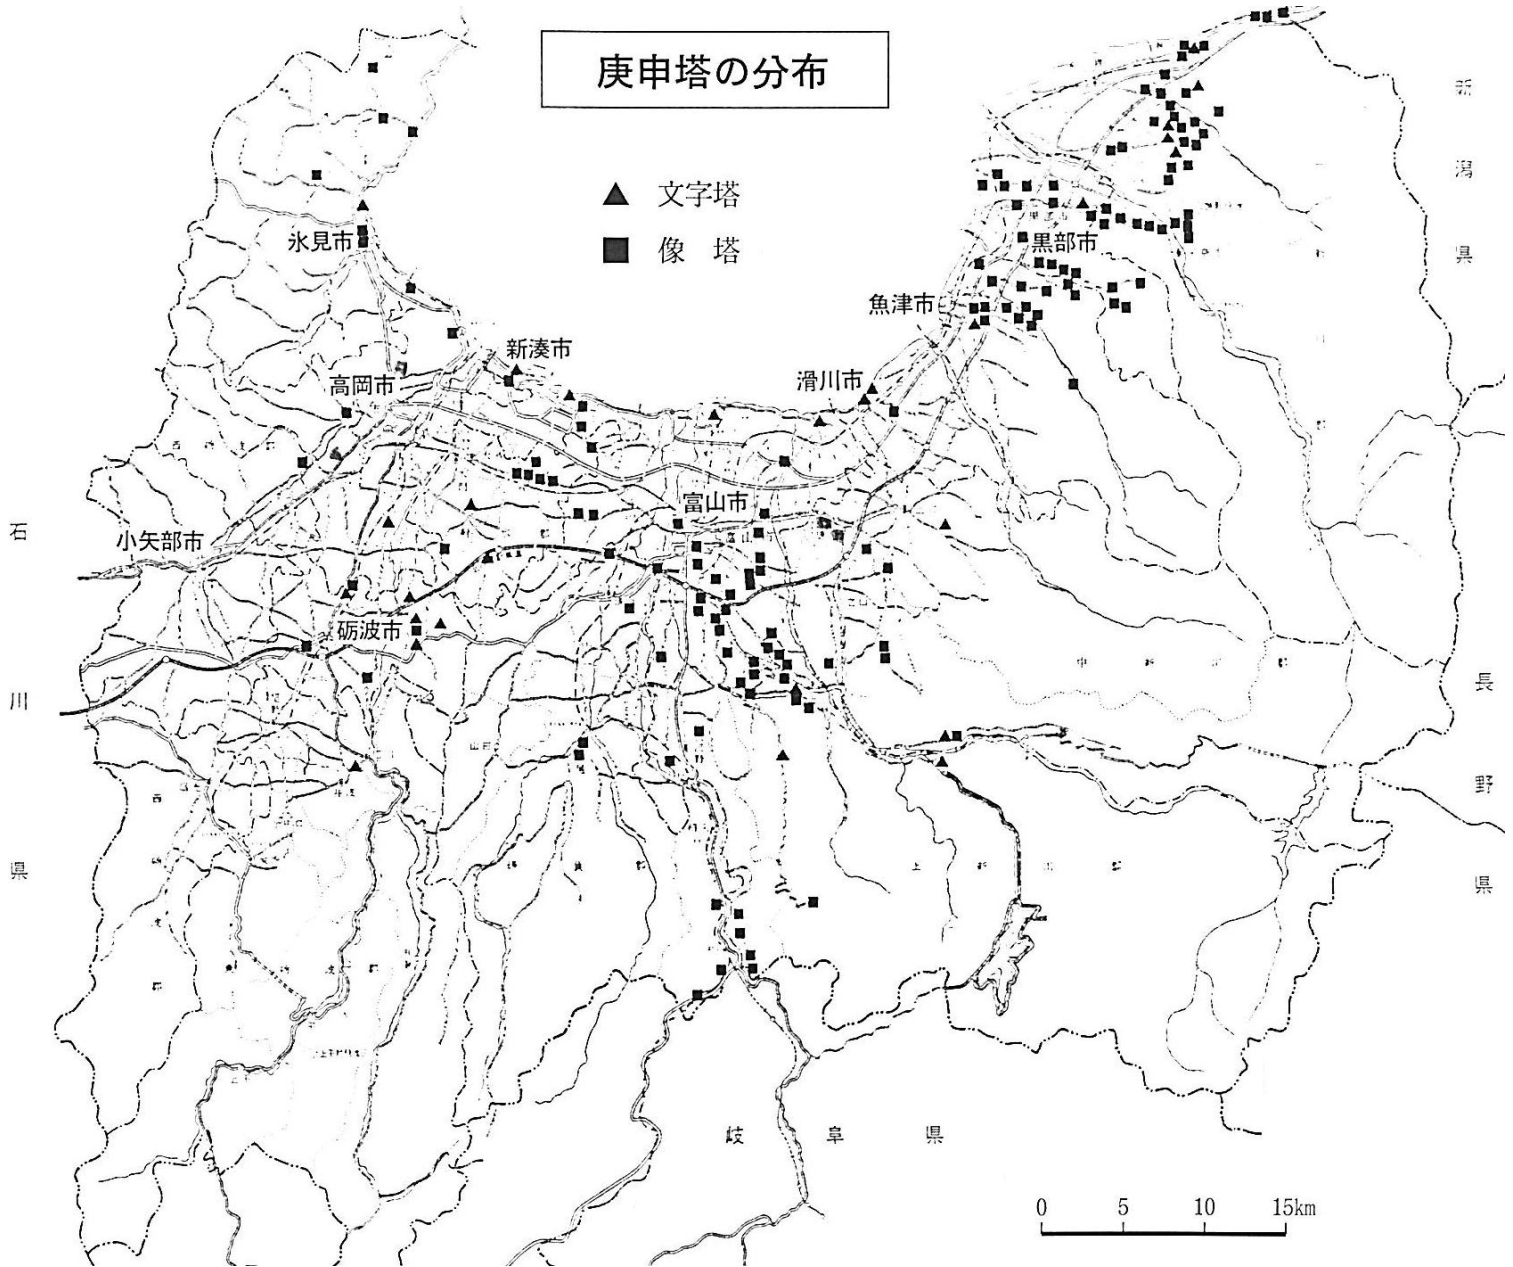 庚申塔の分布
▲ 文字塔
■ 像 塔
氷見市
黒部市
魚津市
新湊市
高岡市
滑川市
富山市
小矢部市
砺波市
新潟県
石川県
長野県
岐阜県
0 5 10 15km